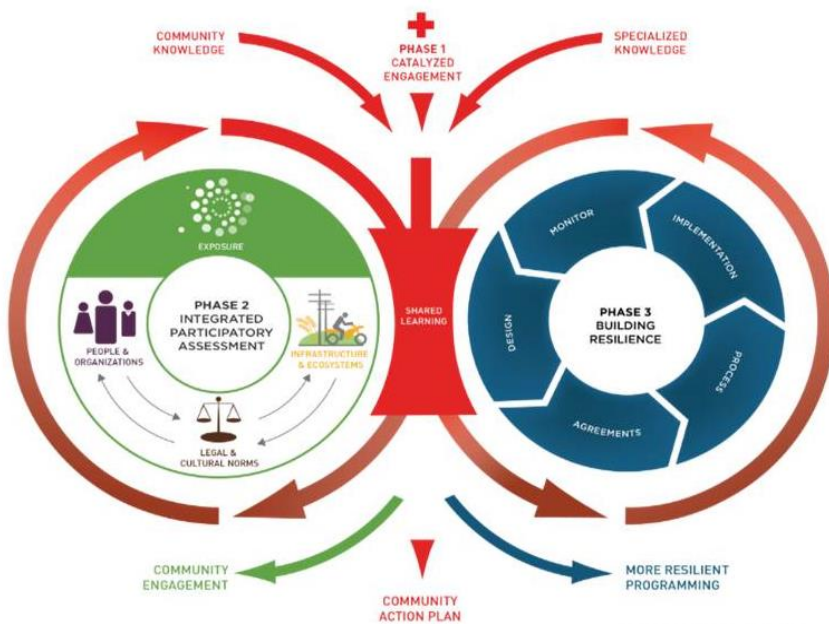 COMMUNITY
KNOWLEDGE
PHASE 1
CATALYZED
ENGAGEMENT
SPECIALIZED
KNOWLEDGE
EXPOSURE
PHASE 2
INTEGRATED
PARTICIPATORY
ASSESSMENT
PEOPLE &
ORGANIZATIONS
INFRASTRUCTURE
& ECOSYSTEMS
LEGAL &
CULTURAL NORMS
SHARED
LEARNING
MONITOR
IMPLEMENTATION
PHASE 3
BUILDING
RESILIENCE
DESIGN
PROCESS
AGREEMENTS
COMMUNITY
ENGAGEMENT
COMMUNITY
ACTION PLAN
MORE RESILIENT
PROGRAMMING